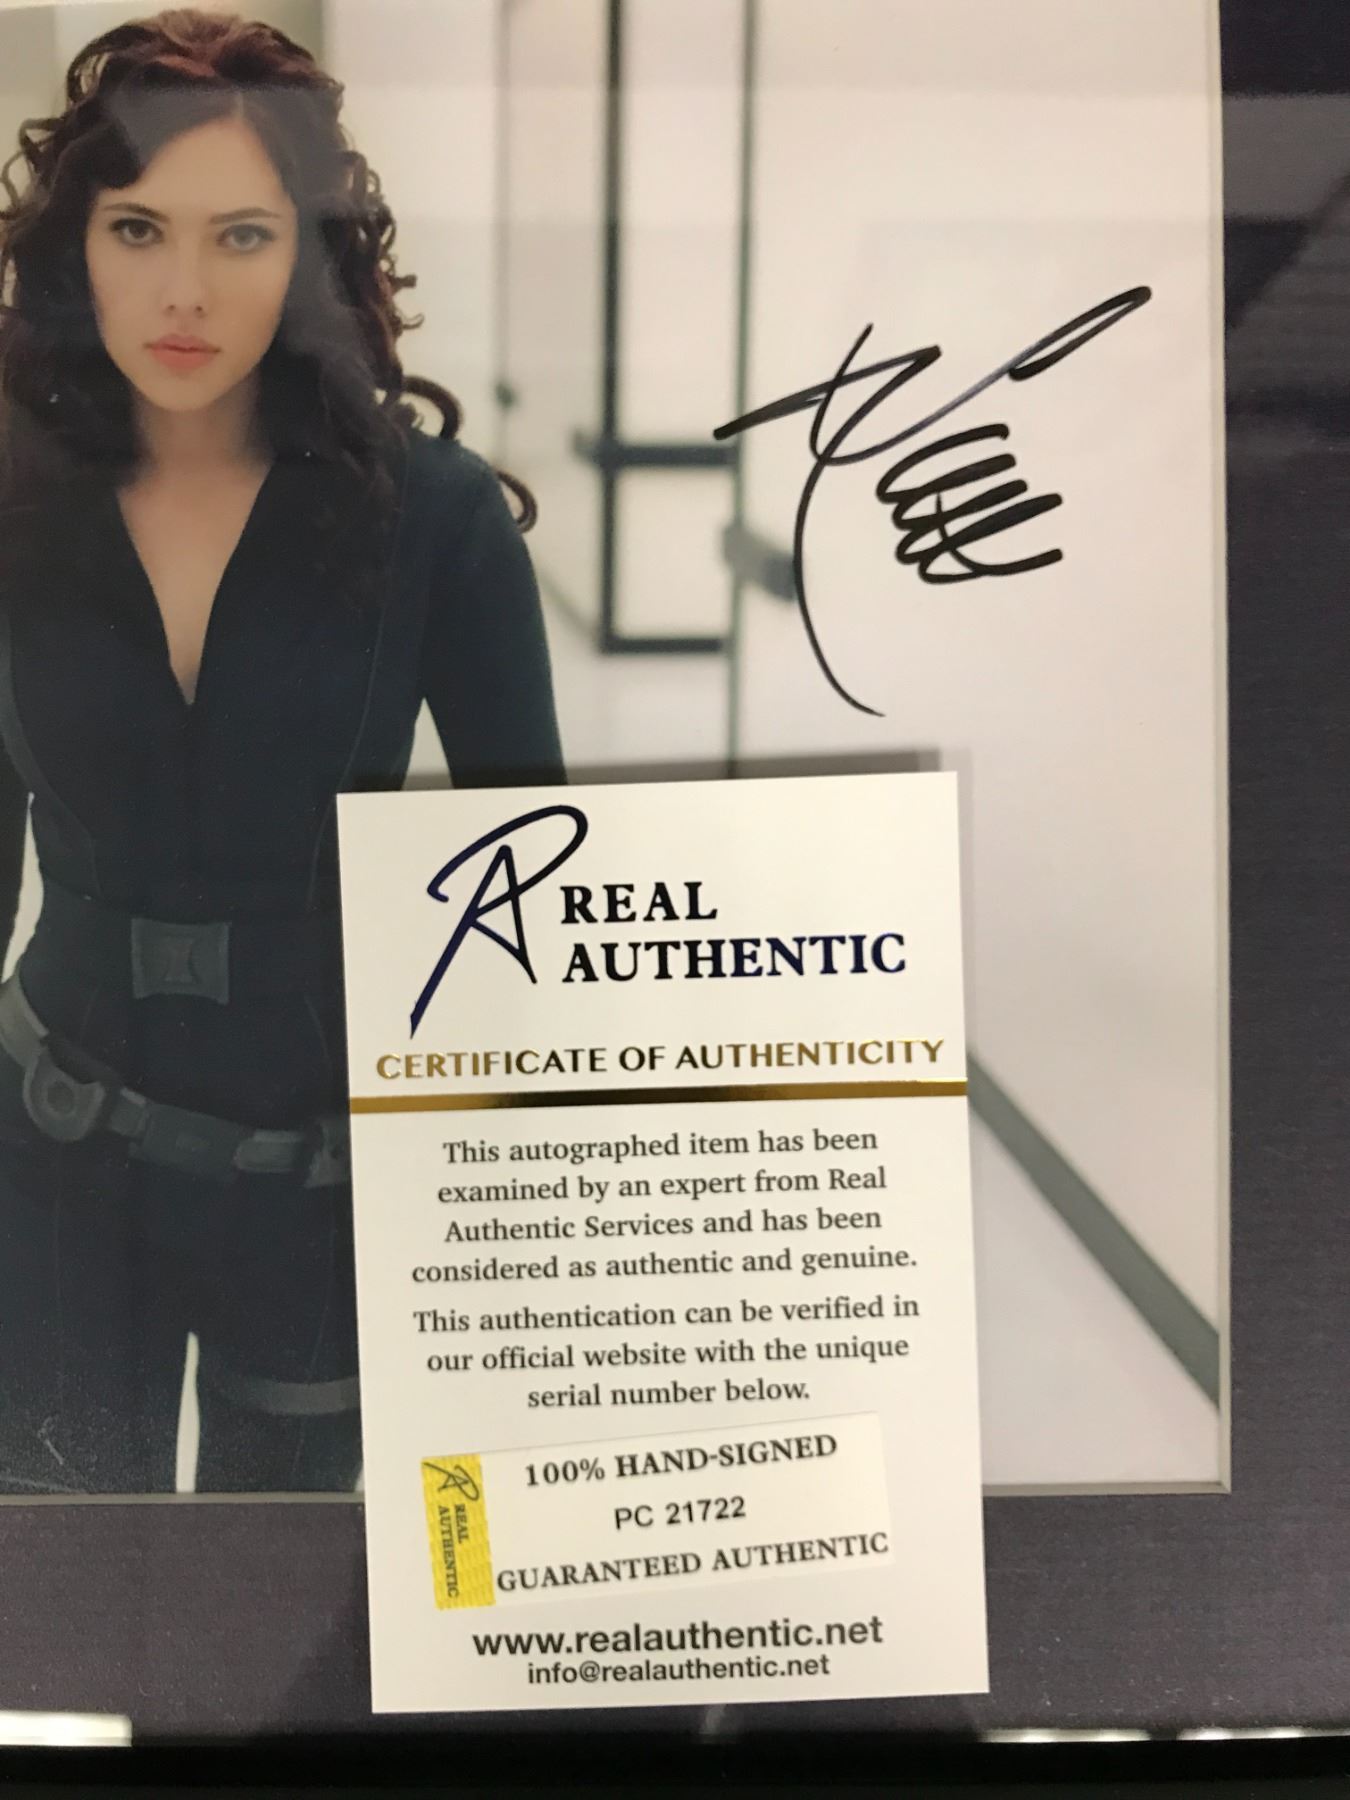 REAL
AUTHENTIC
CERTIFICATE OF AUTHENTICITY
This autographed item has been
examined by an expert from Real
Authentic Services and has been
considered as authentic and genuine.
This authentication can be verified in
our official website with the unique
serial number below.
REAL
AUTHENTIC
100% HAND-SIGNED
PC 21722
GUARANTEED AUTHENTIC
www.realauthentic.net
info@realauthentic.net